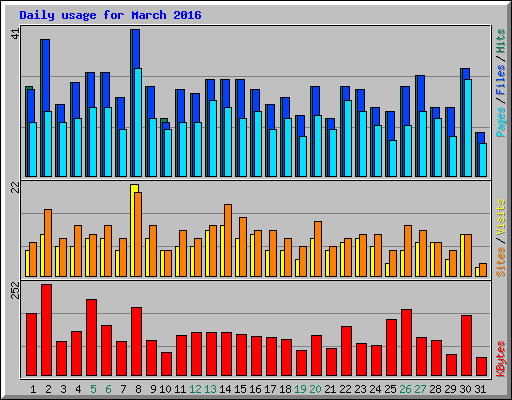 Daily usage for March 2016
41
Pages / Files / Hits
22
Sites / Visits
252
KBytes
1 2 3 4 5 6 7 8 9 10 11 12 13 14 15 16 17 18 19 20 21 22 23 24 25 26 27 28 29 30 31